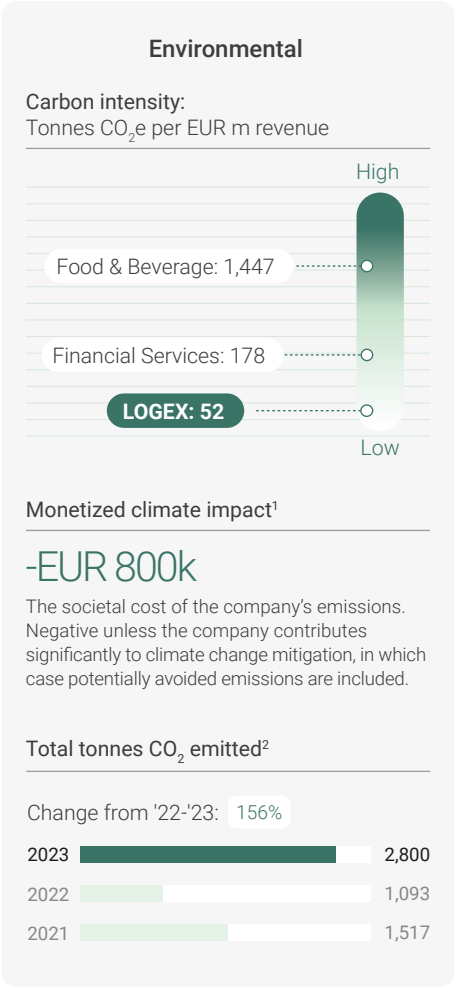 Environmental
Carbon intensity:
Tonnes CO₂e per EUR m revenue
High
Food & Beverage: 1,447
Financial Services: 178
LOGEX: 52
Low
Monetized climate impact¹
-EUR 800k
The societal cost of the company’s emissions.
Negative unless the company contributes
significantly to climate change mitigation, in which
case potentially avoided emissions are included.
Total tonnes CO₂ emitted²
Change from '22-'23: 156%
2023 2,800
2022 1,093
2021 1,517